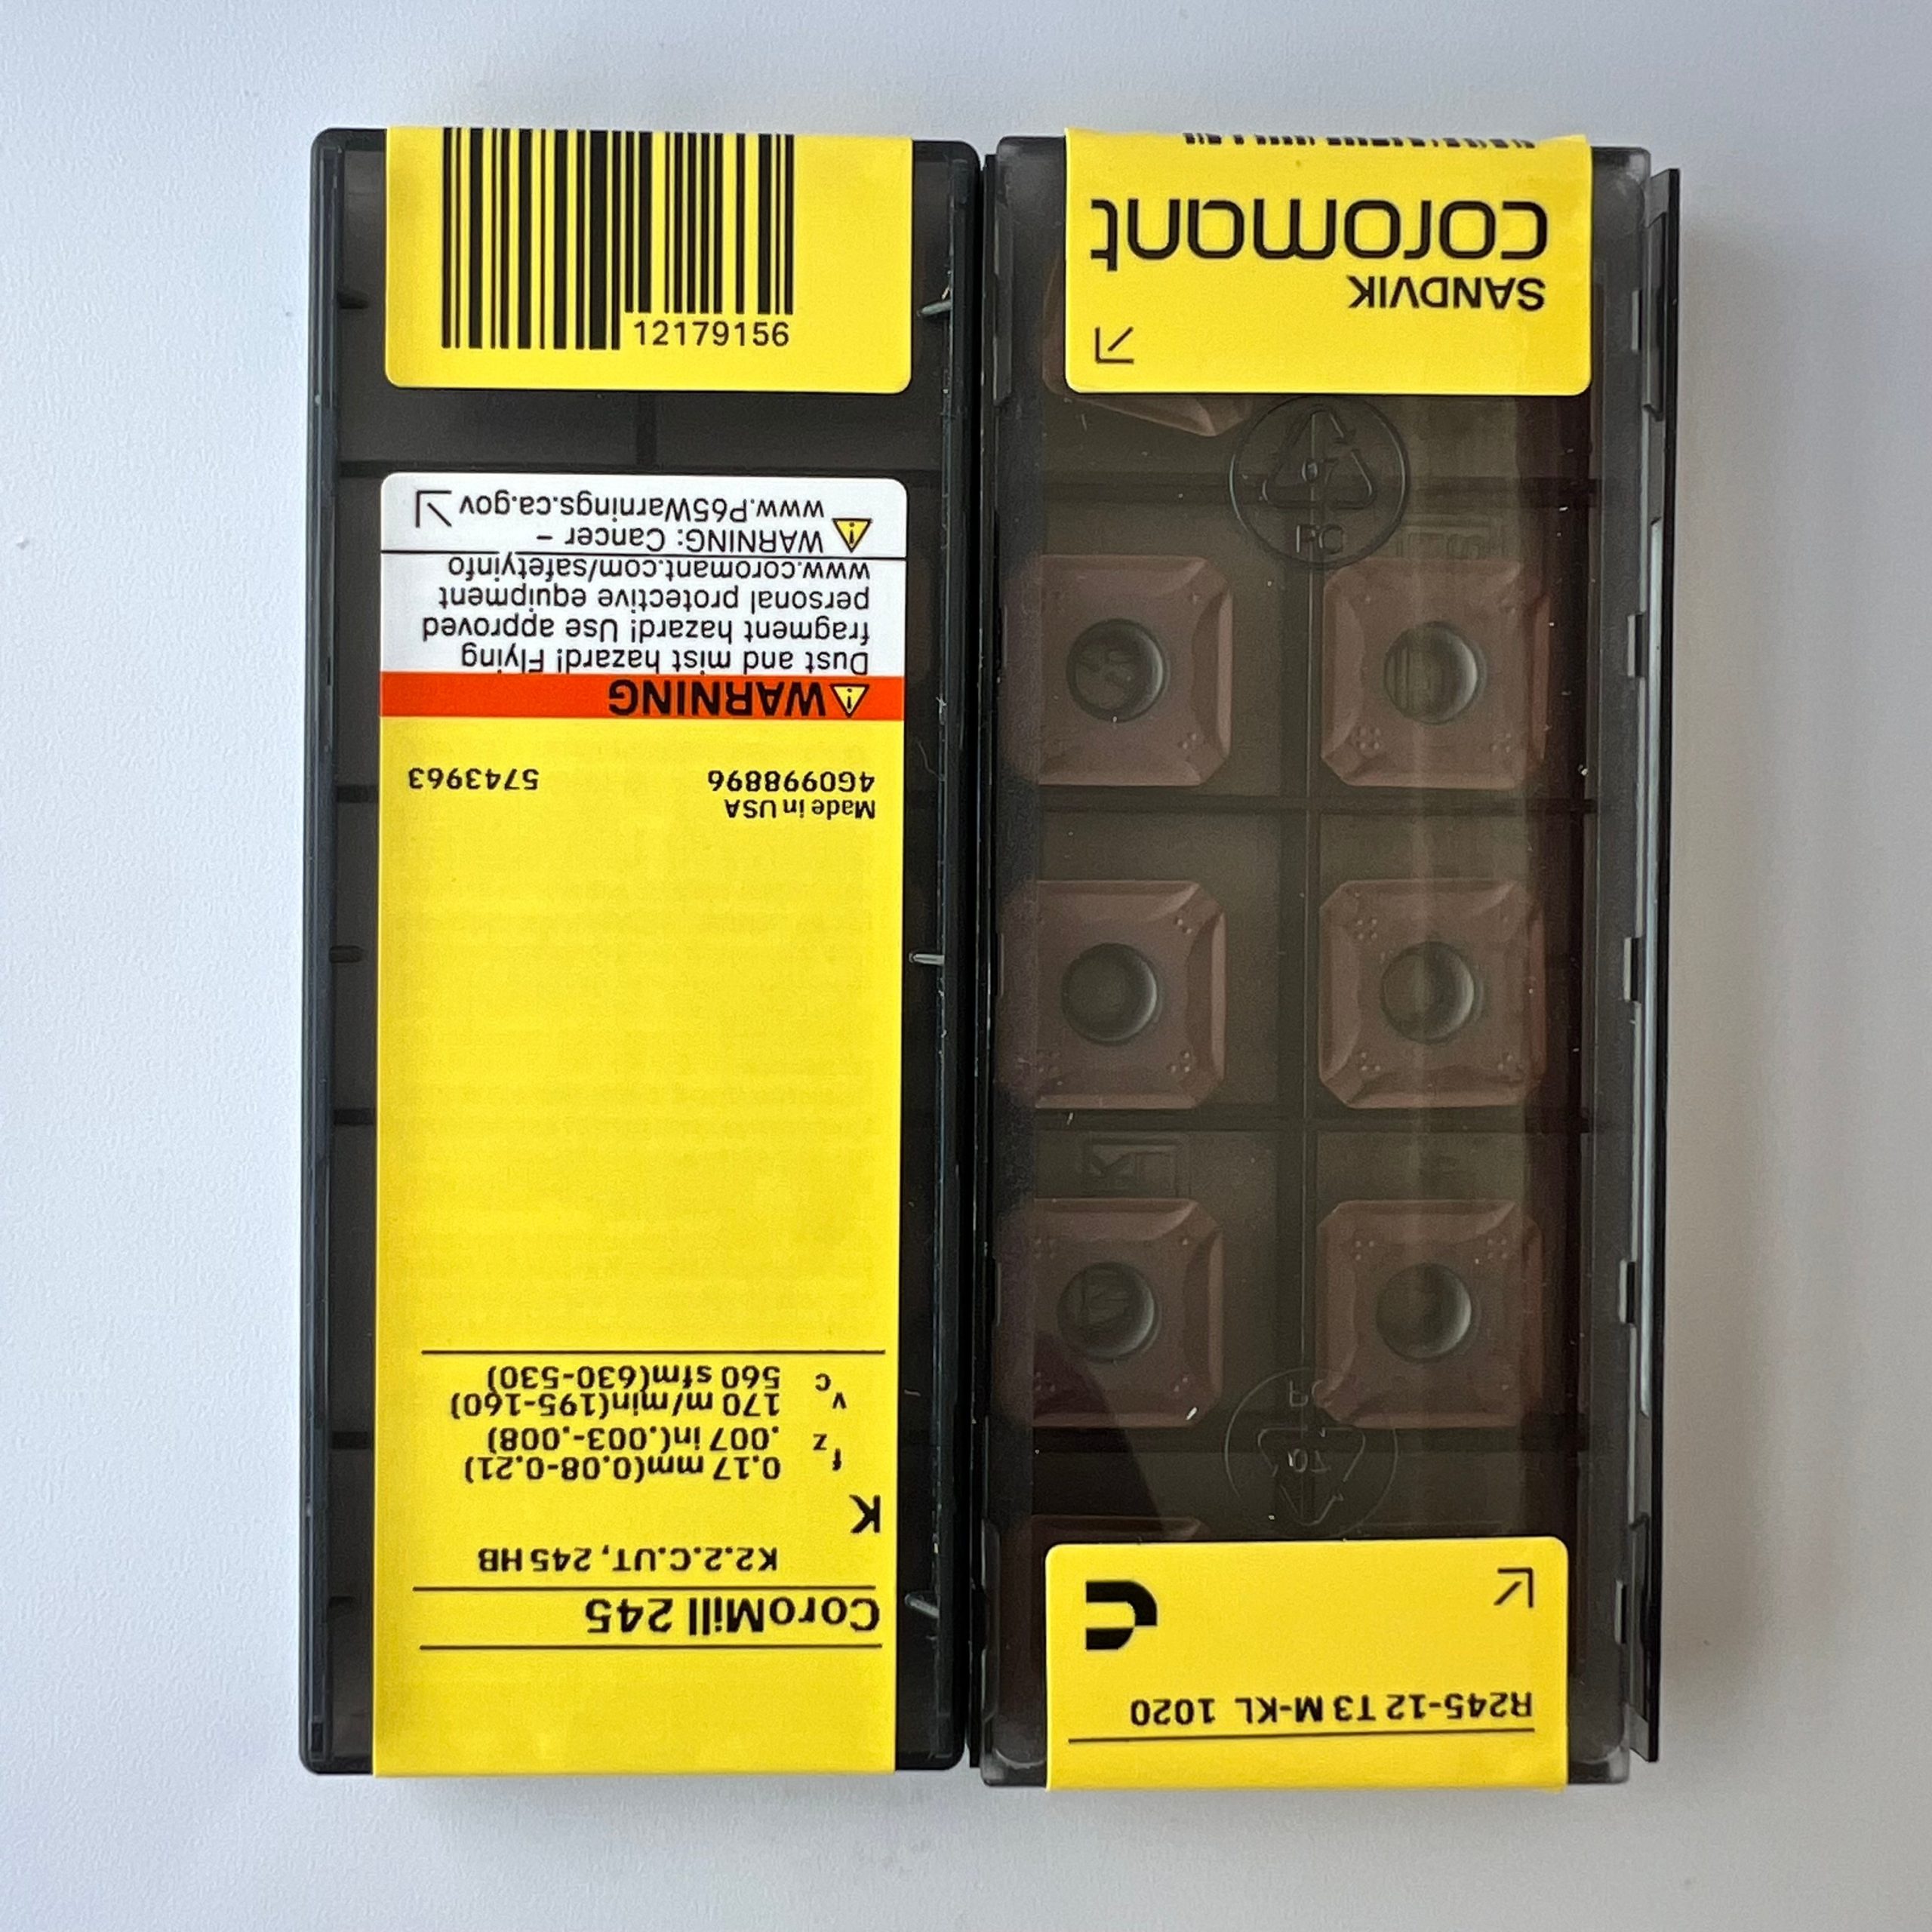 12179156
CoroMill 245
K2.2.C.UT, 245 HB
K
fz 0.17 mm(0.08-0.21)
.007 in(.003-.008)
vc 170 m/min(195-160)
560 sfm(630-530)
Made in USA
4G0998896 5743963
WARNING
Dust and mist hazard! Flying
fragment hazard! Use approved
personal protective equipment
www.coromant.com/safetyinfo
WARNING: Cancer –
www.P65Warnings.ca.gov
R245-12 T3 M-KL 1020
PC
SANDVIK
coromant
PC